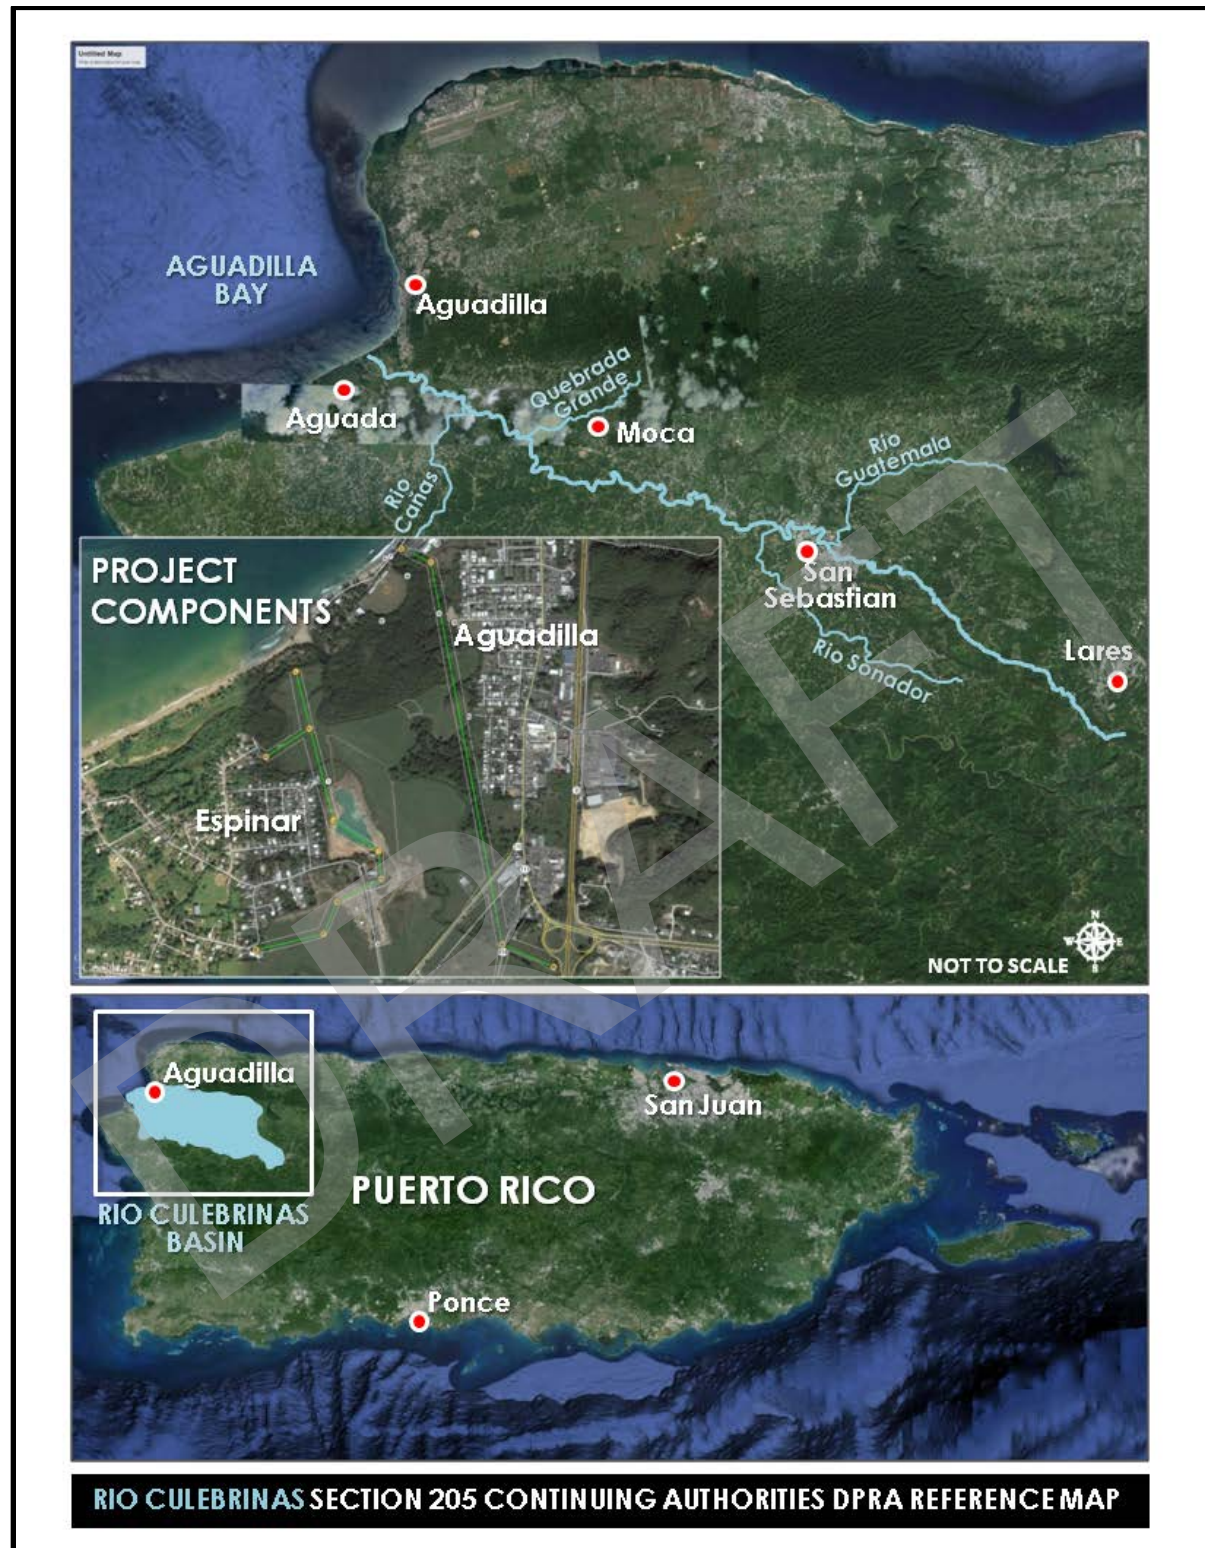 Untitled Map
AGUADILLA
BAY
Aguadilla
Aguada
Quebrada
Grande
Moca
Rio
Cañas
Rio
Guatemala
San
Sebastian
Rio Sonador
Lares
PROJECT
COMPONENTS
Aguadilla
Espinar
N
W
E
S
NOT TO SCALE
DRAFT
Aguadilla
San Juan
PUERTO RICO
RIO CULEBRINAS
BASIN
Ponce
RIO CULEBRINAS SECTION 205 CONTINUING AUTHORITIES DPRA REFERENCE MAP